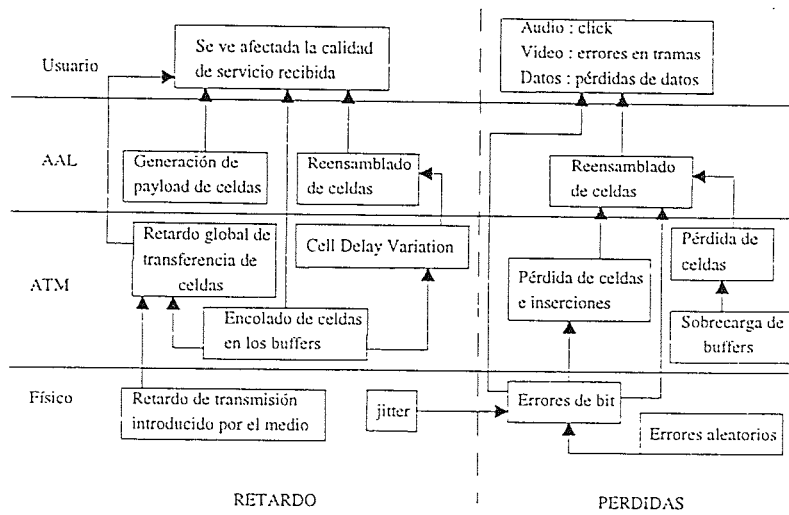 Usuario
Se ve afectada la calidad
de servicio recibida
Audio : click
Video : errores en tramas
Datos : pérdidas de datos
AAL
Generación de
payload de celdas
Reensamblado
de celdas
Reensamblado
de celdas
ATM
Retardo global de
transferencia de
celdas
Cell Delay Variation
Encolado de celdas
en los buffers
Pérdida de celdas
e inserciones
Pérdida de
celdas
Sobrecarga de
buffers
Físico
Retardo de transmisión
introducido por el medio
jitter
Errores de bit
Errores aleatorios
RETARDO
PERDIDAS